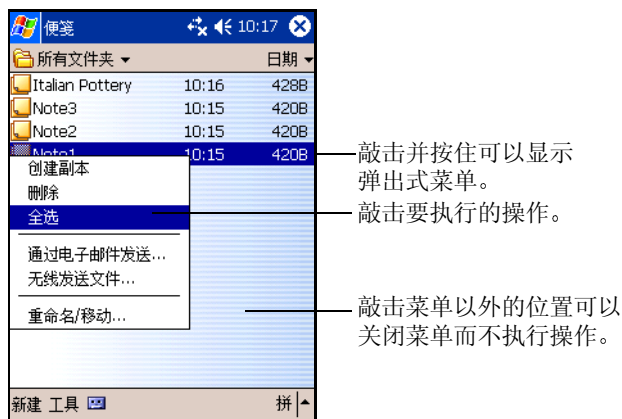 便笺 10:17
所有文件夹 日期
Italian Pottery 10:16 428B
Note3 10:15 420B
Note2 10:15 420B
Note1 10:15 420B
创建副本
删除
全选
通过电子邮件发送...
无线发送文件...
重命名/移动...
新建 工具 拼
敲击并按住可以显示
弹出式菜单。
敲击要执行的操作。
敲击菜单以外的位置可以
关闭菜单而不执行操作。